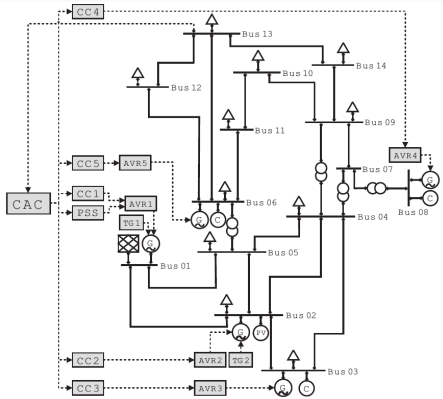 CC4
Bus 13
Bus 14
Bus 10
Bus 12
Bus 09
Bus 11
AVR4
CC5
AVR5
Bus 07
G
CAC
CC1
AVR1
Bus 06
C
PSS
G
C
Bus 04
Bus 08
TG1
G
Bus 05
Bus 01
Bus 02
G
PV
CC2
AVR2
TG2
Bus 03
CC3
AVR3
G
C